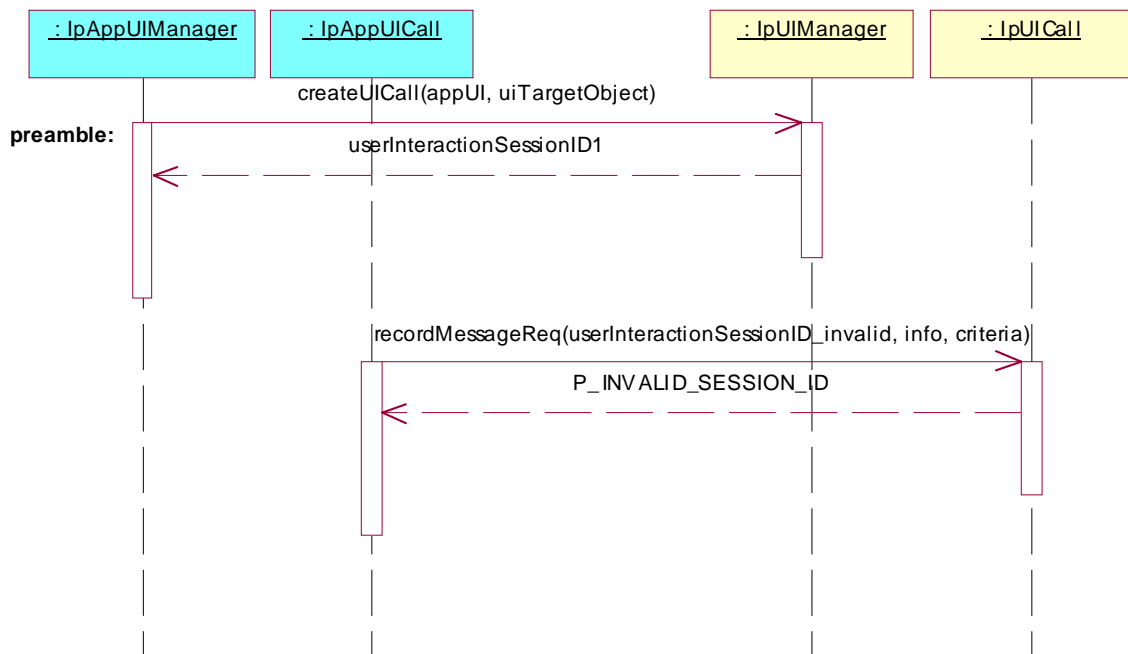 : IpAppUIManager
: IpAppUICall
: IpUIManager
: IpUICall
createUICall(appUI, uiTargetObject)
preamble:
userInteractionSessionID1
recordMessageReq(userInteractionSessionID_invalid, info, criteria)
P_INVALID_SESSION_ID